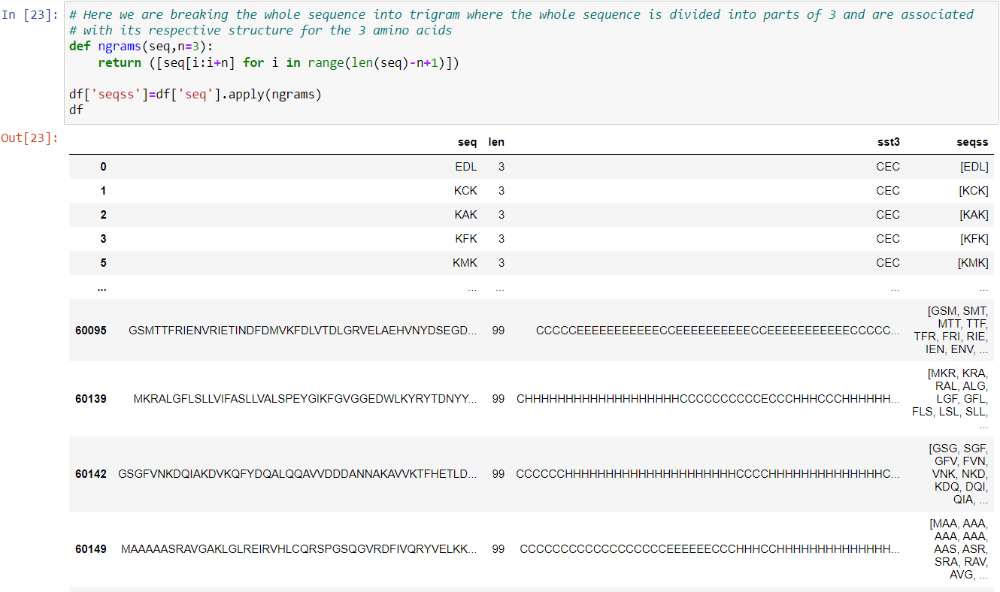 In [23]: # Here we are breaking the whole sequence into trigram where the whole sequence is divided into parts of 3 and are associated
# with its respective structure for the 3 amino acids
def ngrams(seq,n=3):
    return ([seq[i:i+n] for i in range(len(seq)-n+1)])
df['seqss']=df['seq'].apply(ngrams)
df
Out[23]:
seq len sst3 seqss
0 EDL 3 CEC [EDL]
1 KCK 3 CEC [KCK]
2 KAK 3 CEC [KAK]
3 KFK 3 CEC [KFK]
5 KMK 3 CEC [KMK]
... ... ... ... ...
[GSM, SMT,
MTT, TTF,
60095 GSMTTFRIENVRIETINDFDMVKFDLVTDLGRVELAEHVNYDSEGD... 99 CCCCCEEEEEEEEEEECCEEEEEEEEEECCEEEEEEEEEEECCCCC... TFR, FRI, RIE,
IEN, ENV, ...
[MKR, KRA,
RAL, ALG,
60139 MKRALGFLSLLVIFASLLVALSPEYGIKFGVGGEDWLKYRYTDNYY... 99 CHHHHHHHHHHHHHHHHHHHCCCCCCCCCCECCCHHHCCCHHHHHH... LGF, GFL,
FLS, LSL, SLL,
...
[GSG, SGF,
GFV, FVN,
60142 GSGFVNKDQIAKDVKQFYDQALQQAVVDDDANNAKAVVKTFHETLD... 99 CCCCCCHHHHHHHHHHHHHHHHHHHHHCCCCHHHHHHHHHHHHHHC... VNK, NKD,
KDQ, DQI,
QIA, ...
[MAA, AAA,
AAA, AAA,
60149 MAAAAASRAVGAKLGLREIRVHLCQRSPGSQGVRDFIVQRYVELKK... 99 CCCCCCCCCCCCCCCCCCEEEEEECCCHHHCCHHHHHHHHHHHHHH... AAS, ASR,
SRA, RAV,
AVG, ...